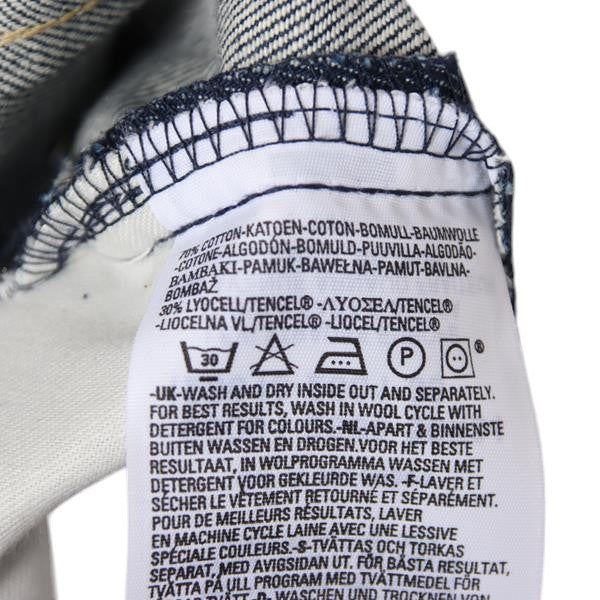 70% COTTON-KATOEN-COTON-BOMULL-BAUMWOLLE
-COTONE-ALGODÓN-BOMULD-PUUVILLA-ALGODÃO-
BAMBAKI-PAMUK-BAWEŁNA-PAMUT-BAVLNA-
BOMBAŽ
30% LYOCELL/TENCEL® -ΛYOΣEΛ/TENCEL®
-LIOCELNA VL/TENCEL® -LIOCEL/TENCEL®
30 P ®
-UK-WASH AND DRY INSIDE OUT AND SEPARATELY.
FOR BEST RESULTS, WASH IN WOOL CYCLE WITH
DETERGENT FOR COLOURS.-NL-APART & BINNENSTE
BUITEN WASSEN EN DROGEN.VOOR HET BESTE
RESULTAAT, IN WOLPROGRAMMA WASSEN MET
DETERGENT VOOR GEKLEURDE WAS. -F-LAVER ET
SÉCHER LE VÊTEMENT RETOURNÉ ET SÉPARÉMENT.
POUR DE MEILLEURS RÉSULTATS, LAVER
EN MACHINE CYCLE LAINE AVEC UNE LESSIVE
SPÉCIALE COULEURS.-S-TVÄTTAS OCH TORKAS
SEPARAT, MED AVIGSIDAN UT. FÖR BÄSTA RESULTAT,
TVÄTTA PÅ ULL PROGRAM MED TVÄTTMEDEL FÖR
WASCHEN UND TROCKNEN VON